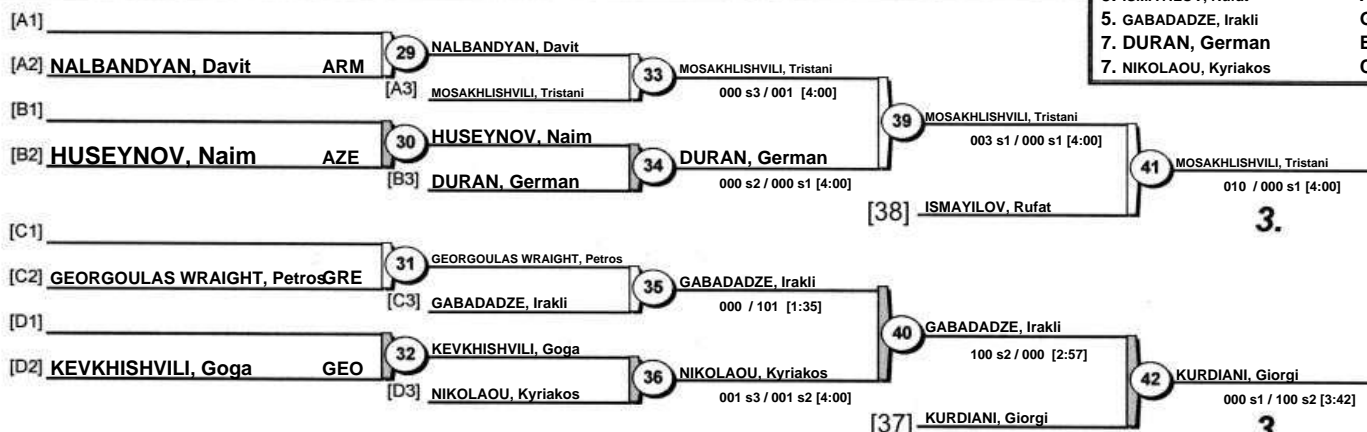 [A1]
[A2] NALBANDYAN, Davit ARM
29
NALBANDYAN, Davit
[A3] MOSAKHLISHVILI, Tristani
33
MOSAKHLISHVILI, Tristani
000 s3 / 001 [4:00]
[B1]
[B2] HUSEYNOV, Naim AZE
30
HUSEYNOV, Naim
[B3] DURAN, German
34
DURAN, German
000 s2 / 000 s1 [4:00]
39
MOSAKHLISHVILI, Tristani
003 s1 / 000 s1 [4:00]
[38] ISMAYILOV, Rufat
41
MOSAKHLISHVILI, Tristani
010 / 000 s1 [4:00]
3.
[C1]
[C2] GEORGOULAS WRAIGHT, Petros GRE
31
GEORGOULAS WRAIGHT, Petros
[C3] GABADADZE, Irakli
35
GABADADZE, Irakli
000 / 101 [1:35]
[D1]
[D2] KEVKHISHVILI, Goga GEO
32
KEVKHISHVILI, Goga
[D3] NIKOLAOU, Kyriakos
36
NIKOLAOU, Kyriakos
001 s3 / 001 s2 [4:00]
40
GABADADZE, Irakli
100 s2 / 000 [2:57]
[37] KURDIANI, Giorgi
42
KURDIANI, Giorgi
000 s1 / 100 s2 [3:42]
3
5. GABADADZE, Irakli
7. DURAN, German
7. NIKOLAOU, Kyriakos